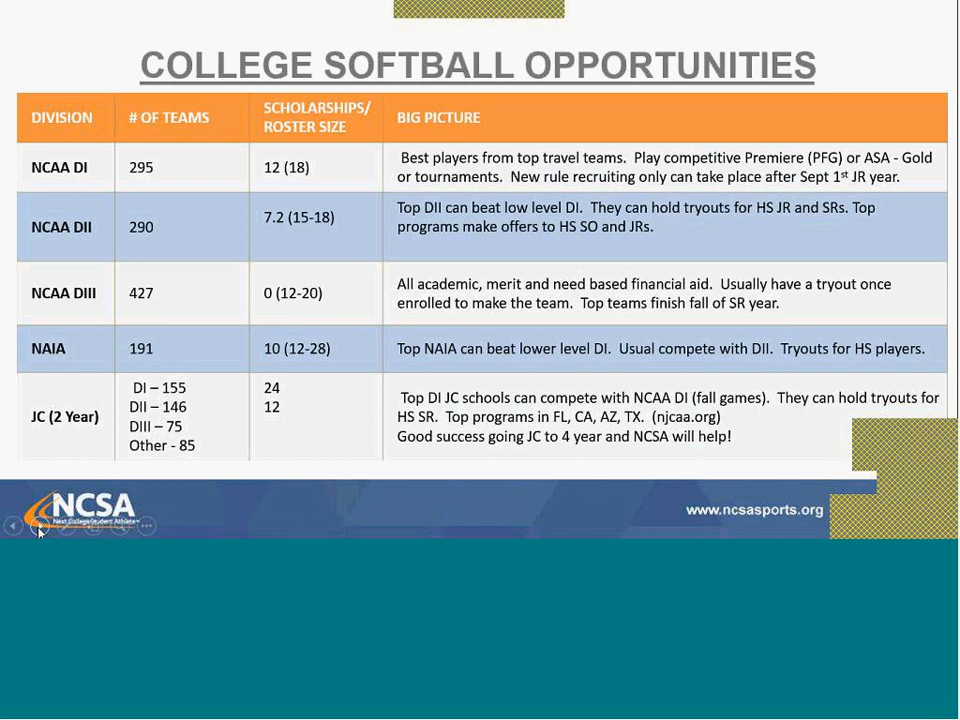 COLLEGE SOFTBALL OPPORTUNITIES
DIVISION
# OF TEAMS
SCHOLARSHIPS/
ROSTER SIZE
BIG PICTURE
NCAA DI
295
12 (18)
Best players from top travel teams. Play competitive Premiere (PFG) or ASA - Gold
or tournaments. New rule recruiting only can take place after Sept 1st JR year.
NCAA DII
290
7.2 (15-18)
Top DII can beat low level DI. They can hold tryouts for HS JR and SRs. Top
programs make offers to HS SO and JRs.
NCAA DIII
427
0 (12-20)
All academic, merit and need based financial aid. Usually have a tryout once
enrolled to make the team. Top teams finish fall of SR year.
NAIA
191
10 (12-28)
Top NAIA can beat lower level DI. Usual compete with DII. Tryouts for HS players.
JC (2 Year)
DI – 155
DII – 146
DIII – 75
Other - 85
24
12
Top DI JC schools can compete with NCAA DI (fall games). They can hold tryouts for
HS SR. Top programs in FL, CA, AZ, TX. (njcaa.org)
Good success going JC to 4 year and NCSA will help!
NCSA
Next College Student Athlete
www.ncsasports.org